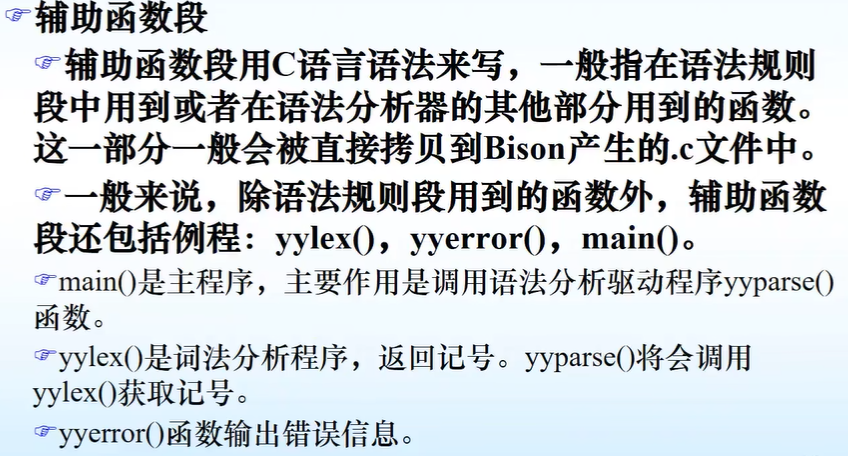 辅助函数段
辅助函数段用C语言语法来写，一般指在语法规则
段中用到或者在语法分析器的其他部分用到的函数。
这一部分一般会被直接拷贝到Bison产生的.c文件中。
一般来说，除语法规则段用到的函数外，辅助函数
段还包括例程：yylex()，yyerror()，main()。
main()是主程序，主要作用是调用语法分析驱动程序yyparse()
函数。
yylex()是词法分析程序，返回记号。yyparse()将会调用
yylex()获取记号。
yyerror()函数输出错误信息。